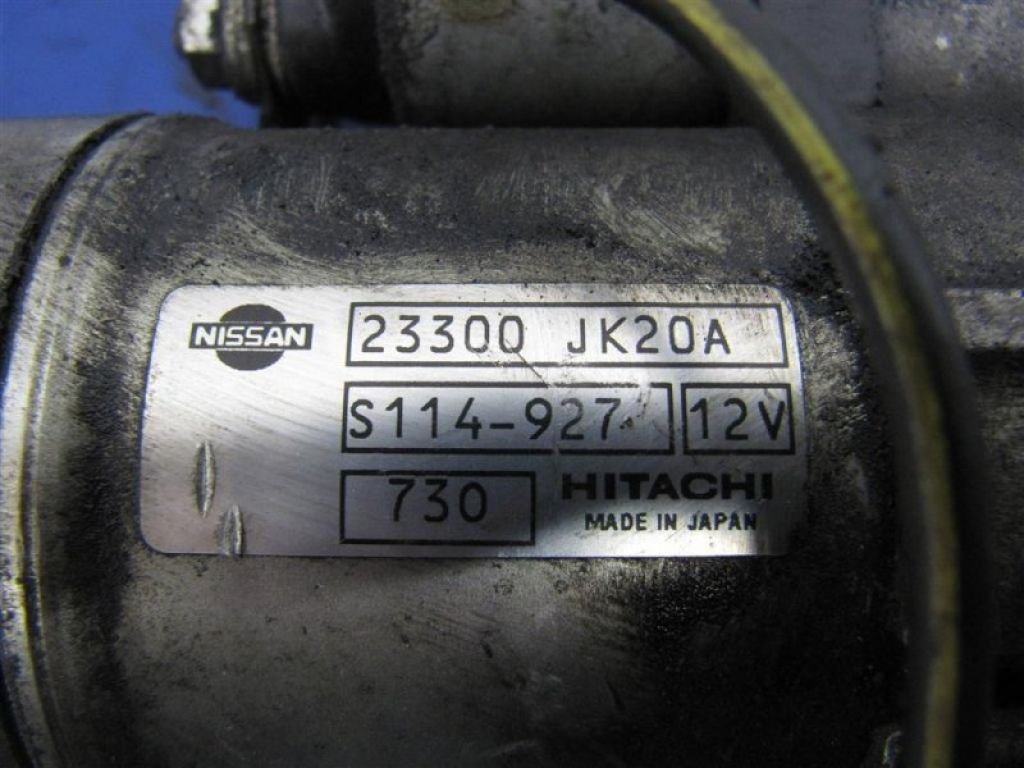 NISSAN 23300 JK20A
S114-927 12V
730 HITACHI
MADE IN JAPAN